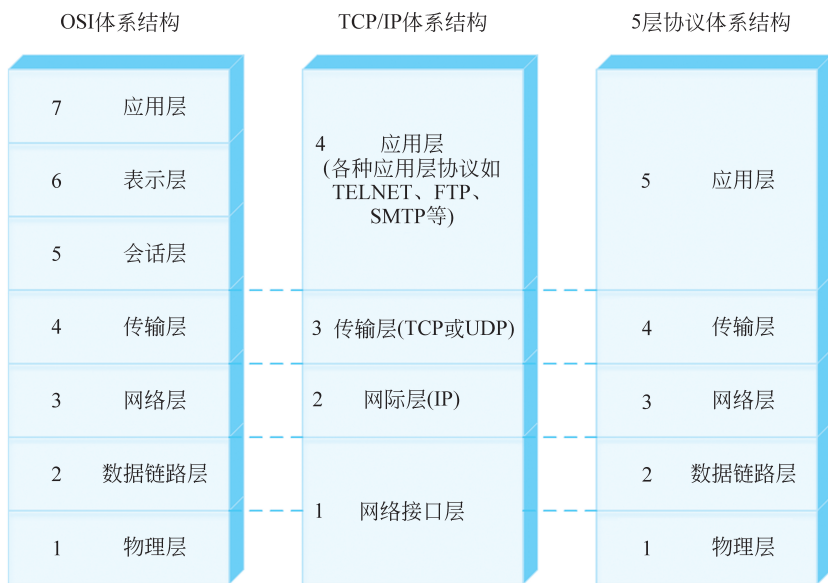 OSI体系结构
7 应用层
6 表示层
5 会话层
4 传输层
3 网络层
2 数据链路层
1 物理层
TCP/IP体系结构
4 应用层
(各种应用层协议如
TELNET、FTP、
SMTP等)
3 传输层(TCP或UDP)
2 网际层(IP)
1 网络接口层
5层协议体系结构
5 应用层
4 传输层
3 网络层
2 数据链路层
1 物理层